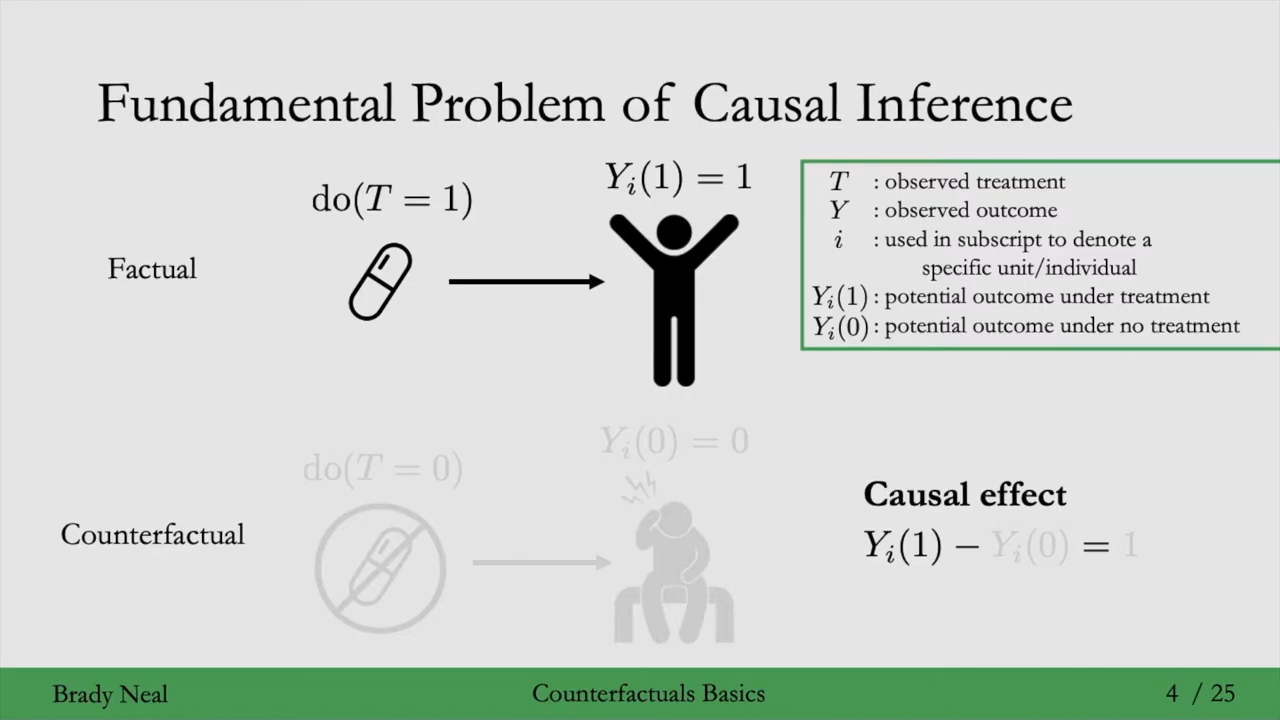 Fundamental Problem of Causal Inference
do(T = 1)
Y_i(1) = 1
Factual
T : observed treatment
Y : observed outcome
i : used in subscript to denote a
specific unit/individual
Y_i(1) : potential outcome under treatment
Y_i(0) : potential outcome under no treatment
do(T = 0)
Y_i(0) = 0
Counterfactual
Causal effect
Y_i(1) − Y_i(0) = 1
Brady Neal
Counterfactuals Basics
4 / 25